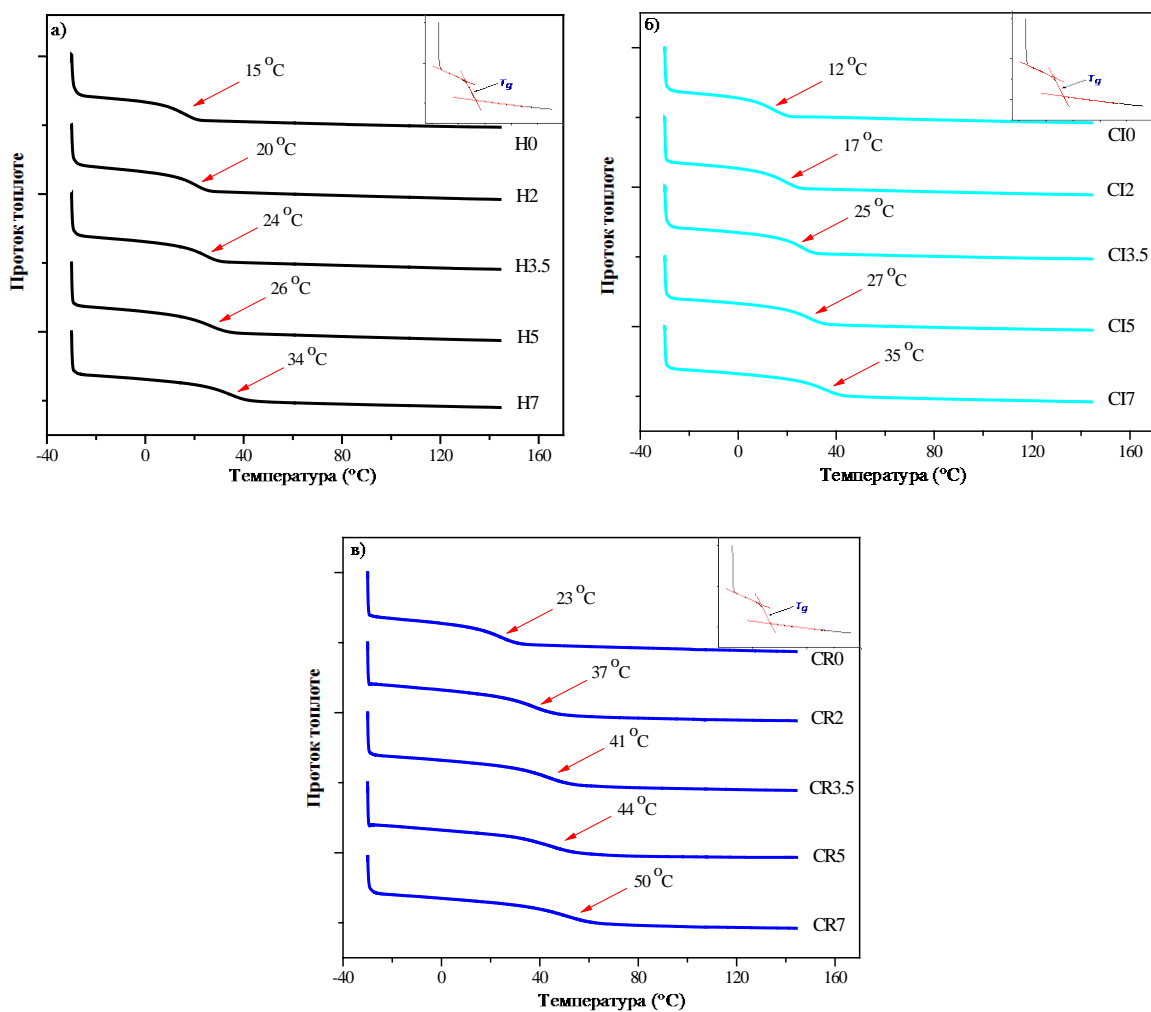 а)
15 °C
20 °C
24 °C
26 °C
34 °C
Tg
H0
H2
H3.5
H5
H7
Проток топлоте
-40 0 40 80 120 160
Температура (°C)
б)
12 °C
17 °C
25 °C
27 °C
35 °C
Tg
CI0
CI2
CI3.5
CI5
CI7
Проток топлоте
-40 0 40 80 120 160
Температура (°C)
в)
23 °C
37 °C
41 °C
44 °C
50 °C
Tg
CR0
CR2
CR3.5
CR5
CR7
Проток топлоте
-40 0 40 80 120 160
Температура (°C)